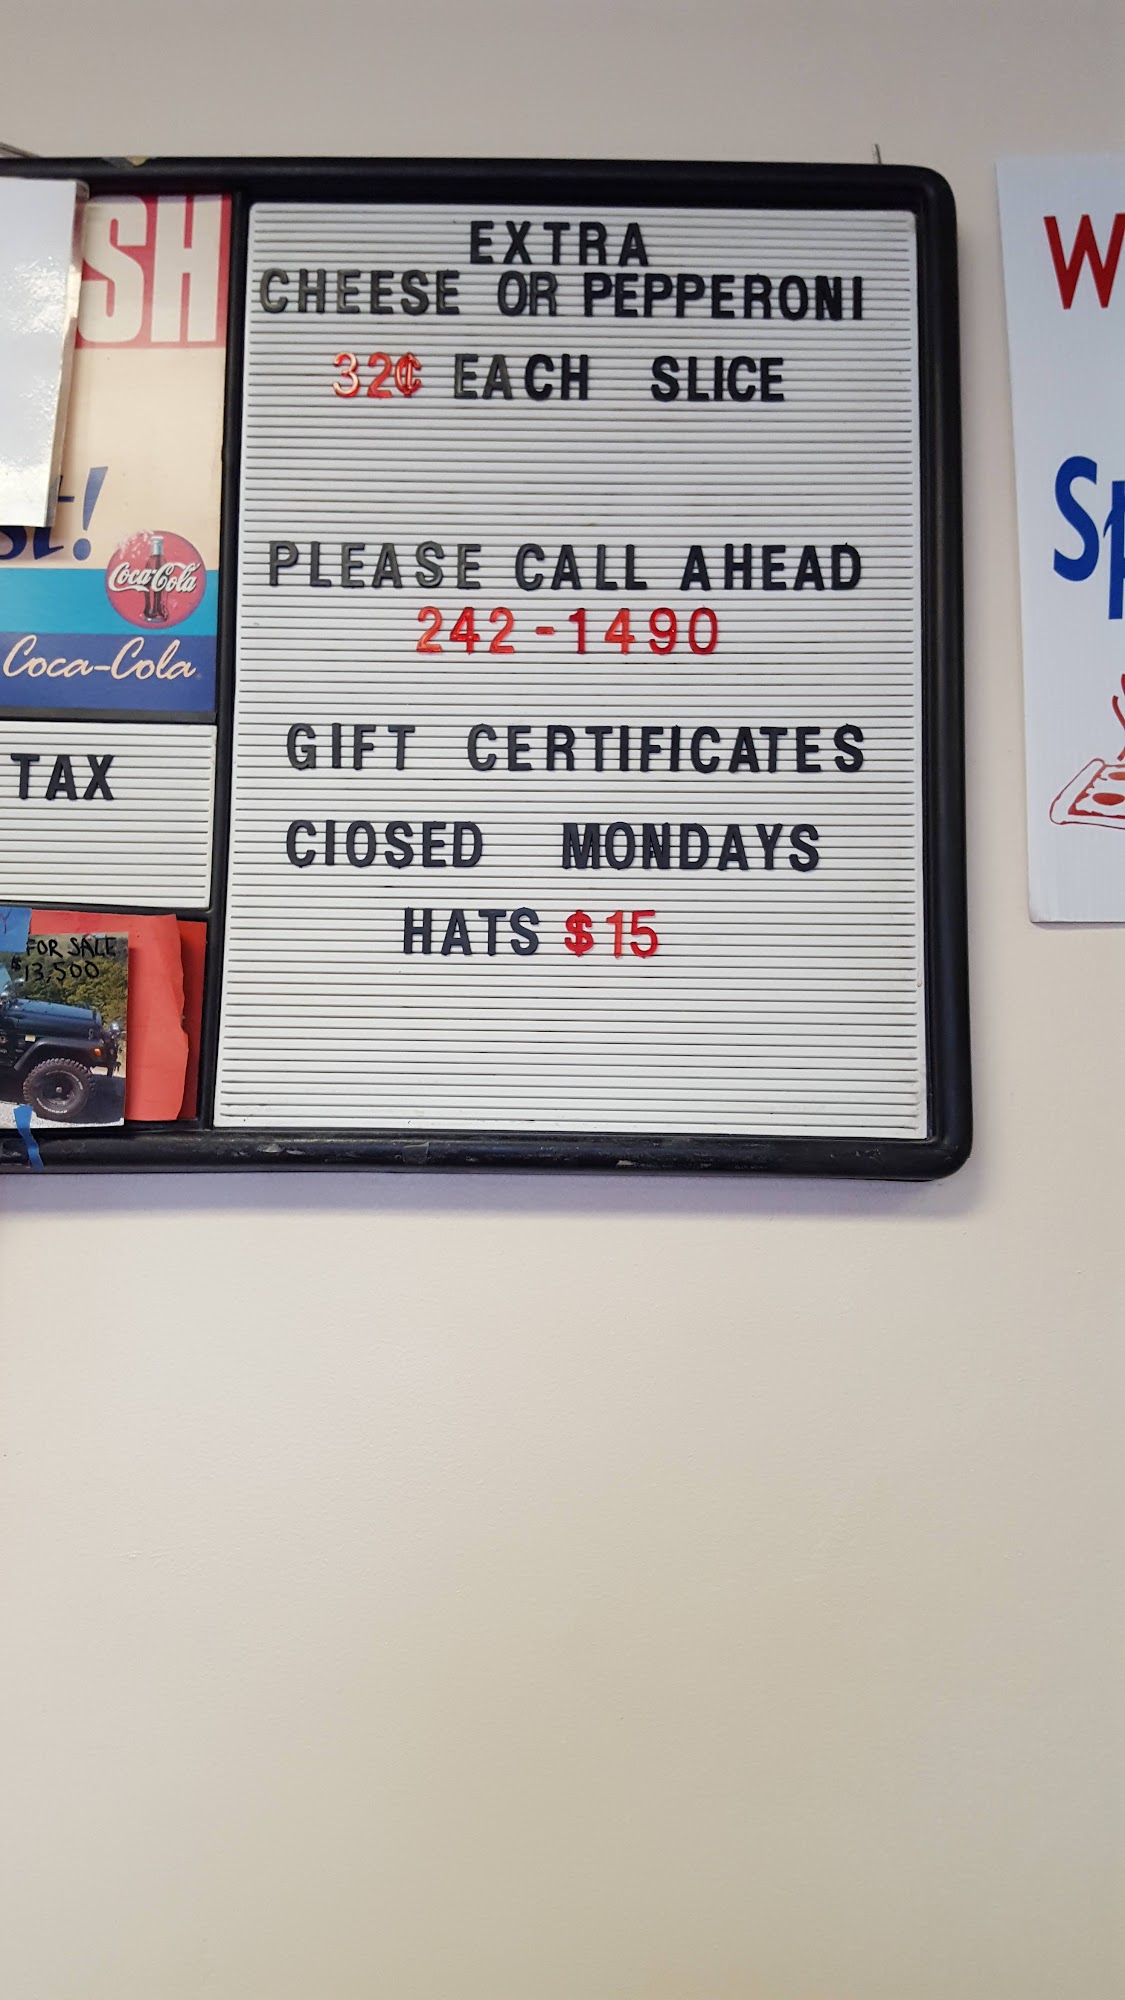 EXTRA
CHEESE OR PEPPERONI
32¢ EACH SLICE
PLEASE CALL AHEAD
242-1490
GIFT CERTIFICATES
CIOSED MONDAYS
HATS $15
Coca-Cola
Coca-Cola
TAX
FOR SALE
$13,500